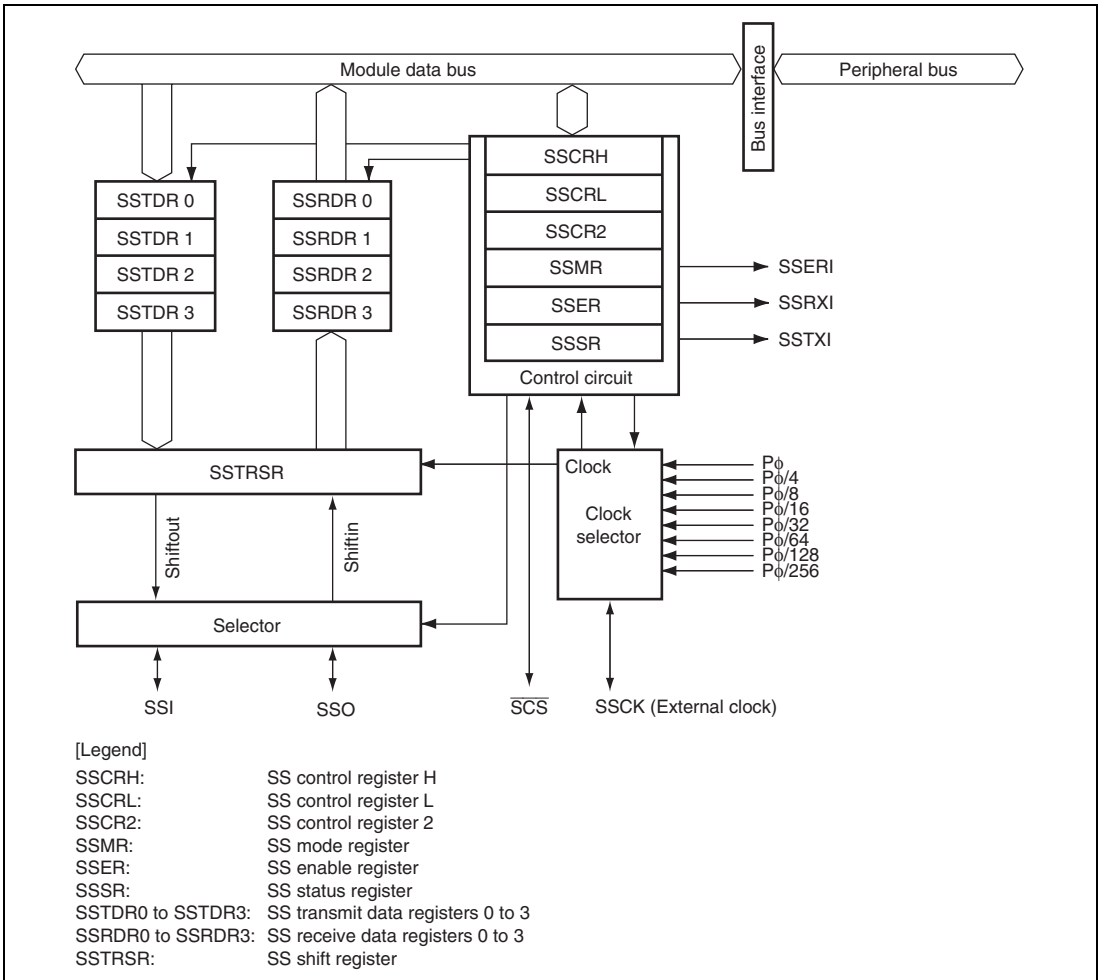 Module data bus
Bus interface
Peripheral bus
SSTDR 0
SSTDR 1
SSTDR 2
SSTDR 3
SSRDR 0
SSRDR 1
SSRDR 2
SSRDR 3
SSCRH
SSCRL
SSCR2
SSMR
SSER
SSSR
Control circuit
SSERI
SSRXI
SSTXI
SSTRSR
Clock
Clock
selector
Pϕ
Pϕ/4
Pϕ/8
Pϕ/16
Pϕ/32
Pϕ/64
Pϕ/128
Pϕ/256
Shiftout
Shiftin
Selector
SSI
SSO
S̅C̅S̅
SSCK (External clock)
[Legend]
SSCRH: SS control register H
SSCRL: SS control register L
SSCR2: SS control register 2
SSMR: SS mode register
SSER: SS enable register
SSSR: SS status register
SSTDR0 to SSTDR3: SS transmit data registers 0 to 3
SSRDR0 to SSRDR3: SS receive data registers 0 to 3
SSTRSR: SS shift register